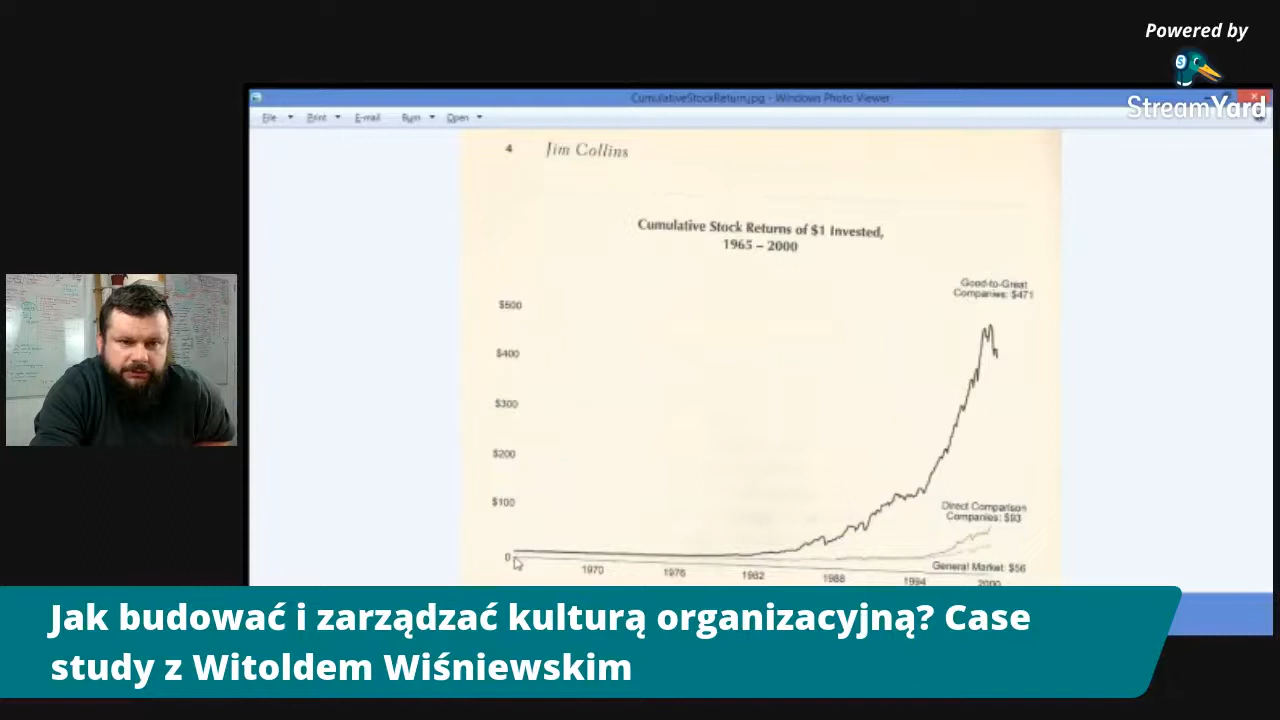 Powered by
StreamYard
CumulativeStockReturn.jpg - Windows Photo Viewer
File Print E-mail Burn Open
4 Jim Collins
Cumulative Stock Returns of $1 Invested,
1965 – 2000
Good-to-Great
Companies: $471
$500
$400
$300
$200
$100
Direct Comparison
Companies: $93
0
General Market: $56
1970 1976 1982 1988 1994 2000
Jak budować i zarządzać kulturą organizacyjną? Case
study z Witoldem Wiśniewskim